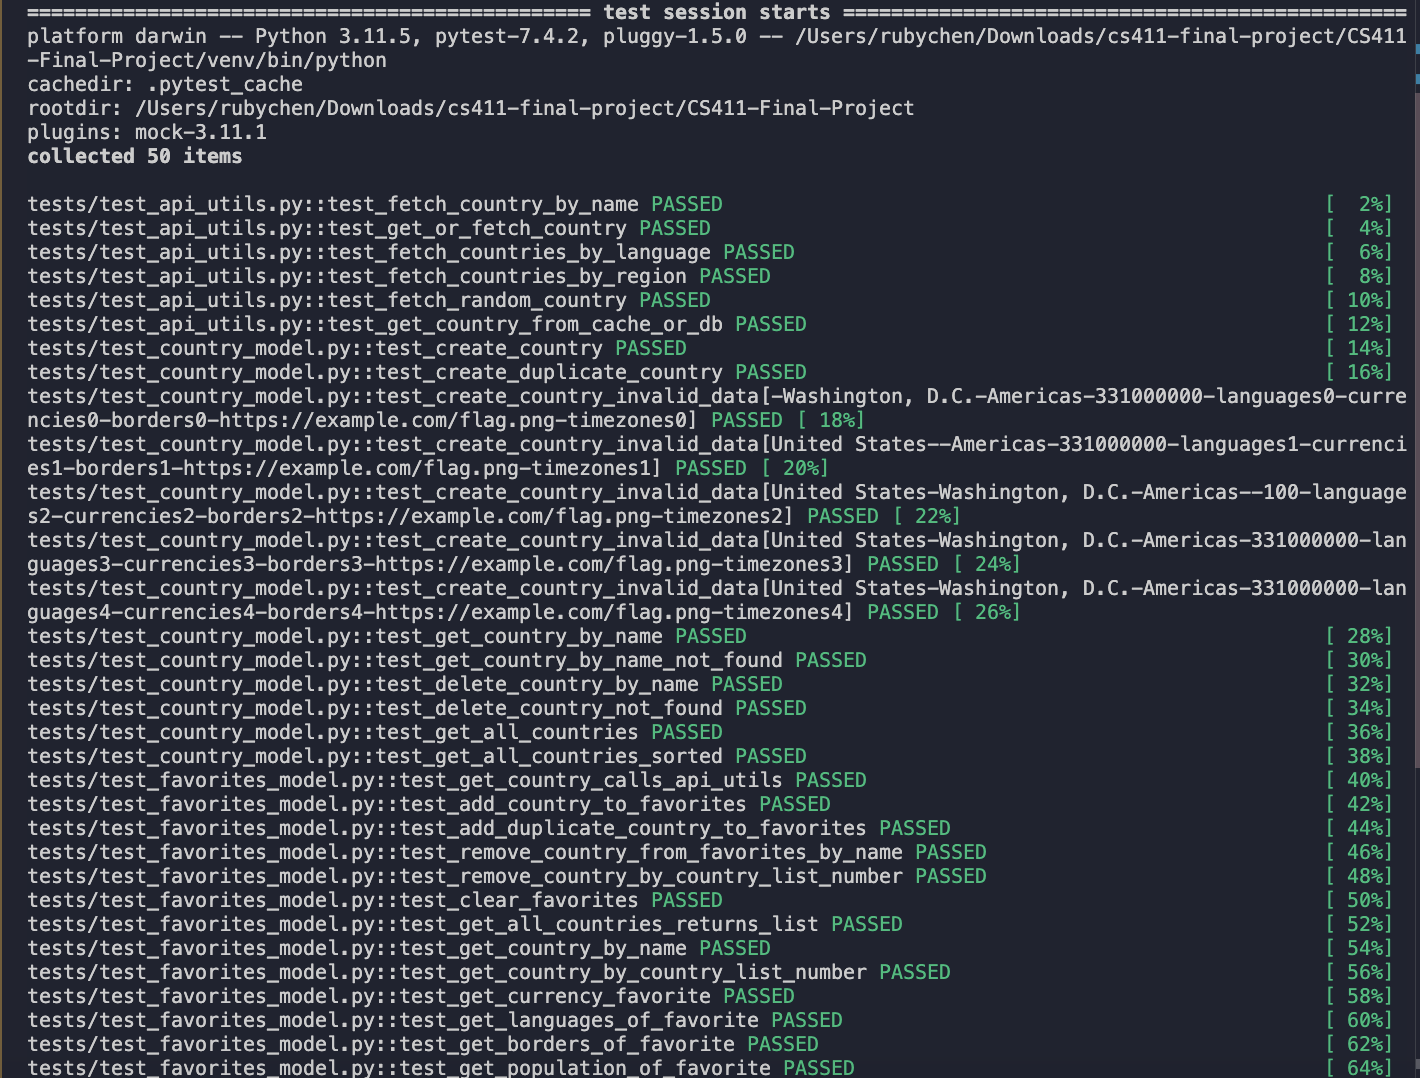 =============================================== test session starts ===============================================
platform darwin -- Python 3.11.5, pytest-7.4.2, pluggy-1.5.0 -- /Users/rubychen/Downloads/cs411-final-project/CS411
-Final-Project/venv/bin/python
cachedir: .pytest_cache
rootdir: /Users/rubychen/Downloads/cs411-final-project/CS411-Final-Project
plugins: mock-3.11.1
collected 50 items
tests/test_api_utils.py::test_fetch_country_by_name PASSED [  2%]
tests/test_api_utils.py::test_get_or_fetch_country PASSED [  4%]
tests/test_api_utils.py::test_fetch_countries_by_language PASSED [  6%]
tests/test_api_utils.py::test_fetch_countries_by_region PASSED [  8%]
tests/test_api_utils.py::test_fetch_random_country PASSED [ 10%]
tests/test_api_utils.py::test_get_country_from_cache_or_db PASSED [ 12%]
tests/test_country_model.py::test_create_country PASSED [ 14%]
tests/test_country_model.py::test_create_duplicate_country PASSED [ 16%]
tests/test_country_model.py::test_create_country_invalid_data[-Washington, D.C.-Americas-331000000-languages0-curre
ncies0-borders0-https://example.com/flag.png-timezones0] PASSED [ 18%]
tests/test_country_model.py::test_create_country_invalid_data[United States--Americas-331000000-languages1-currenci
es1-borders1-https://example.com/flag.png-timezones1] PASSED [ 20%]
tests/test_country_model.py::test_create_country_invalid_data[United States-Washington, D.C.-Americas--100-language
s2-currencies2-borders2-https://example.com/flag.png-timezones2] PASSED [ 22%]
tests/test_country_model.py::test_create_country_invalid_data[United States-Washington, D.C.-Americas-331000000-lan
guages3-currencies3-borders3-https://example.com/flag.png-timezones3] PASSED [ 24%]
tests/test_country_model.py::test_create_country_invalid_data[United States-Washington, D.C.-Americas-331000000-lan
guages4-currencies4-borders4-https://example.com/flag.png-timezones4] PASSED [ 26%]
tests/test_country_model.py::test_get_country_by_name PASSED [ 28%]
tests/test_country_model.py::test_get_country_by_name_not_found PASSED [ 30%]
tests/test_country_model.py::test_delete_country_by_name PASSED [ 32%]
tests/test_country_model.py::test_delete_country_not_found PASSED [ 34%]
tests/test_country_model.py::test_get_all_countries PASSED [ 36%]
tests/test_country_model.py::test_get_all_countries_sorted PASSED [ 38%]
tests/test_favorites_model.py::test_get_country_calls_api_utils PASSED [ 40%]
tests/test_favorites_model.py::test_add_country_to_favorites PASSED [ 42%]
tests/test_favorites_model.py::test_add_duplicate_country_to_favorites PASSED [ 44%]
tests/test_favorites_model.py::test_remove_country_from_favorites_by_name PASSED [ 46%]
tests/test_favorites_model.py::test_remove_country_by_country_list_number PASSED [ 48%]
tests/test_favorites_model.py::test_clear_favorites PASSED [ 50%]
tests/test_favorites_model.py::test_get_all_countries_returns_list PASSED [ 52%]
tests/test_favorites_model.py::test_get_country_by_name PASSED [ 54%]
tests/test_favorites_model.py::test_get_country_by_country_list_number PASSED [ 56%]
tests/test_favorites_model.py::test_get_currency_favorite PASSED [ 58%]
tests/test_favorites_model.py::test_get_languages_of_favorite PASSED [ 60%]
tests/test_favorites_model.py::test_get_borders_of_favorite PASSED [ 62%]
tests/test_favorites_model.py::test_get_population_of_favorite PASSED [ 64%]